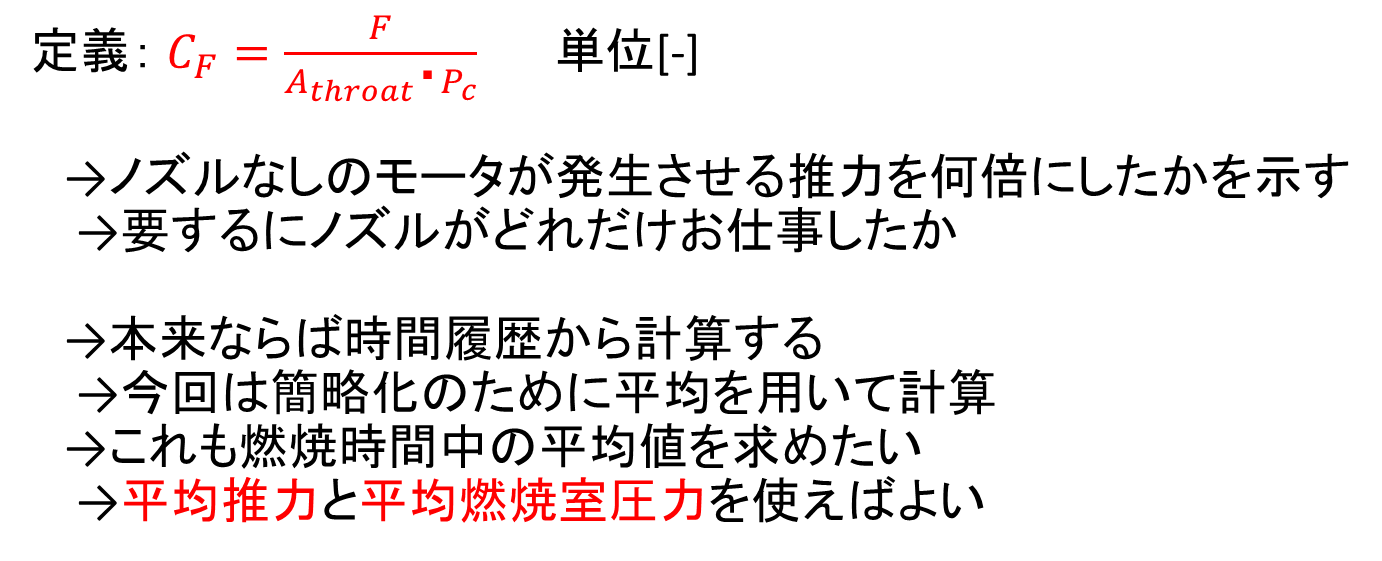 定義: C_F = F / (A_throat・P_c) 単位[-]
→ノズルなしのモータが発生させる推力を何倍にしたかを示す
→要するにノズルがどれだけお仕事したか
→本来ならば時間履歴から計算する
→今回は簡略化のために平均を用いて計算
→これも燃焼時間中の平均値を求めたい
→平均推力と平均燃焼室圧力を使えばよい